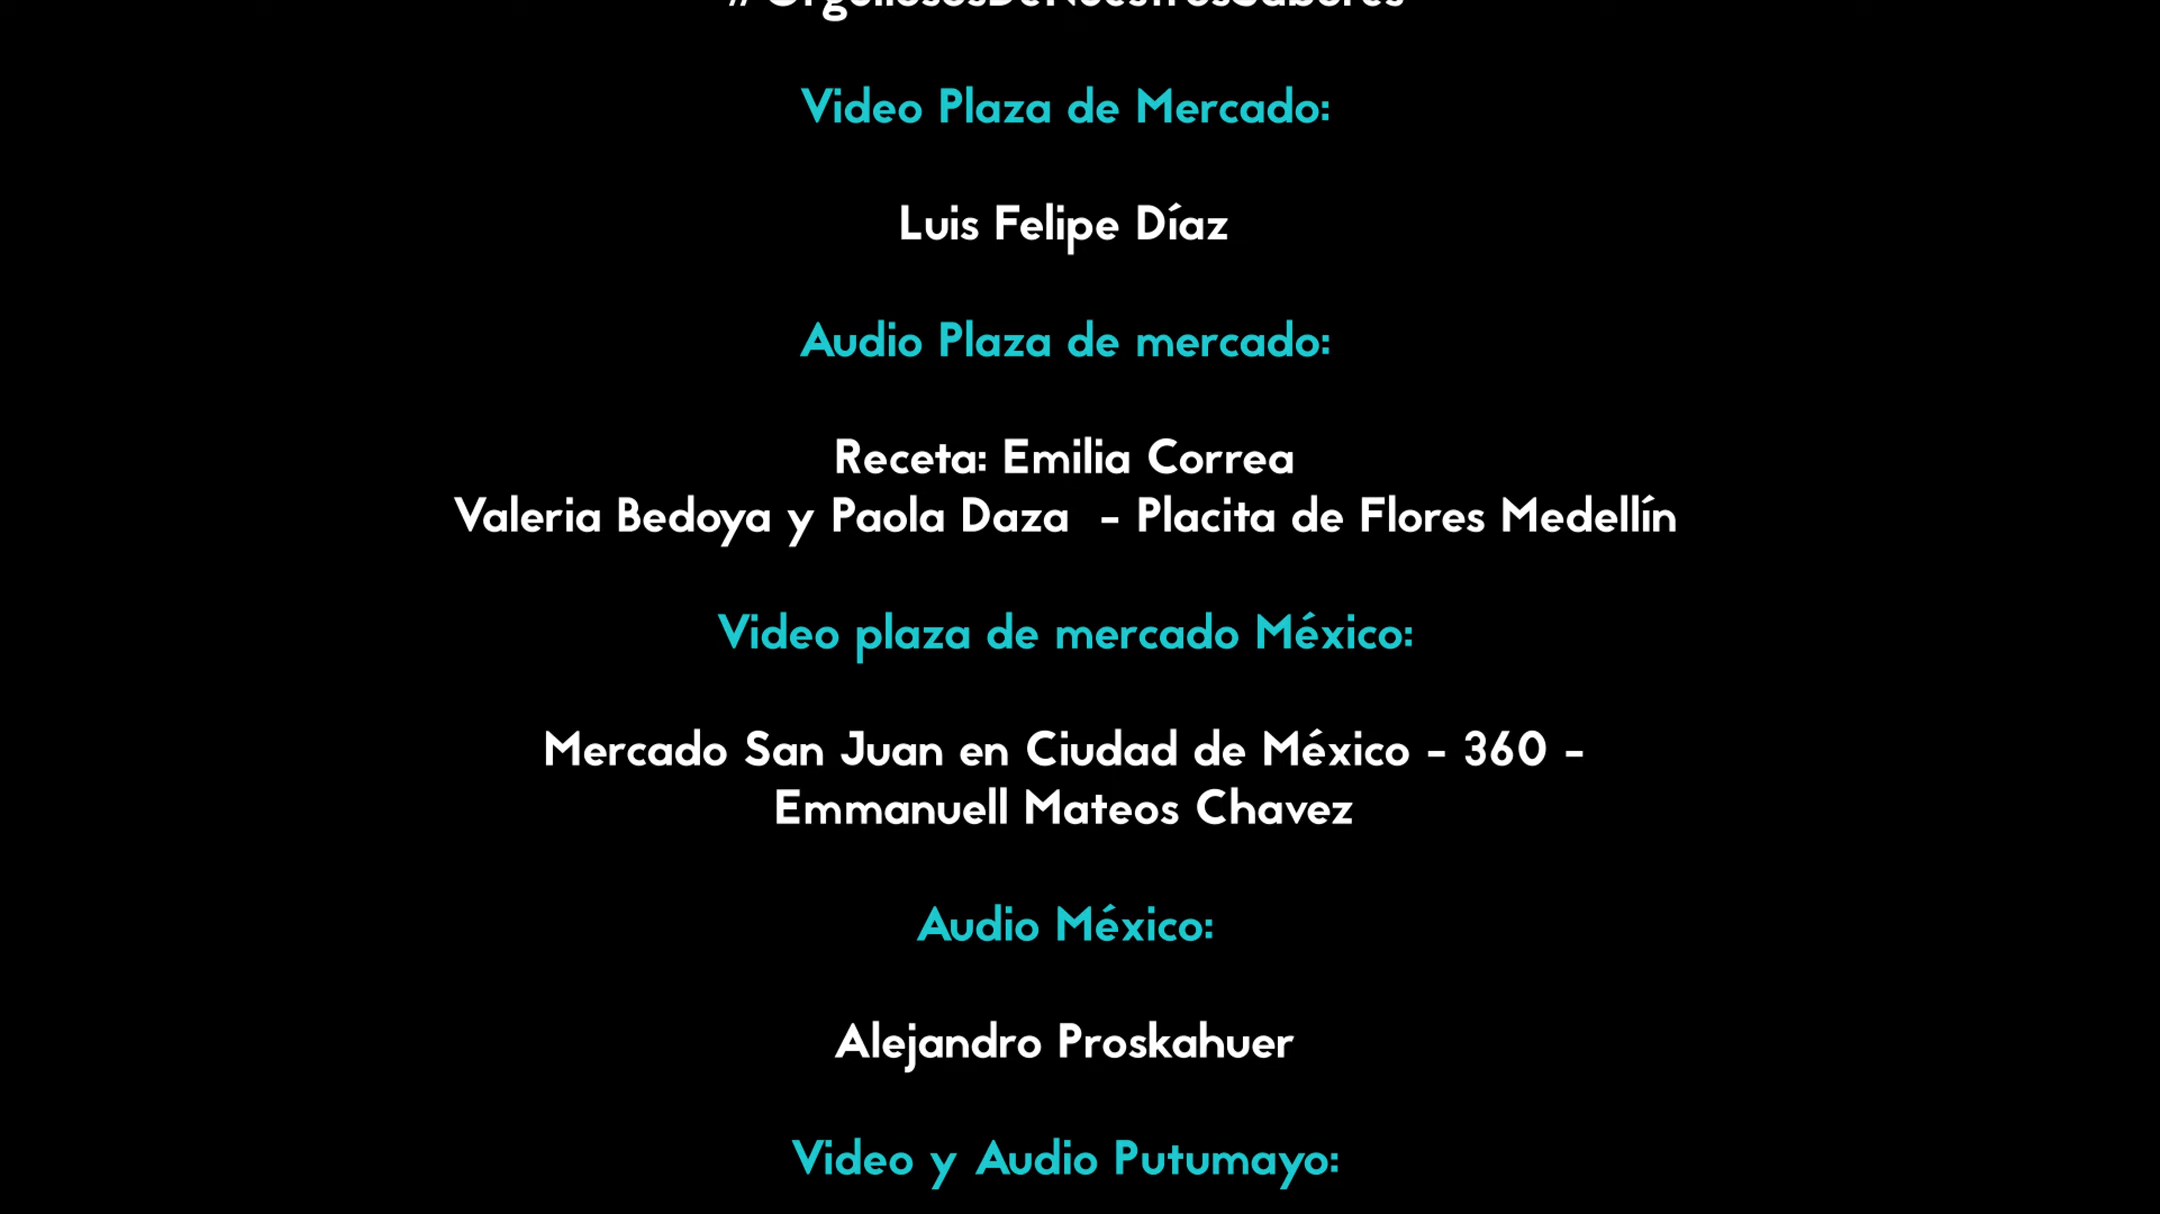 #OrgullososDeNuestrosSabores
Video Plaza de Mercado:
Luis Felipe Díaz
Audio Plaza de mercado:
Receta: Emilia Correa
Valeria Bedoya y Paola Daza - Placita de Flores Medellín
Video plaza de mercado México:
Mercado San Juan en Ciudad de México - 360 -
Emmanuell Mateos Chavez
Audio México:
Alejandro Proskahuer
Video y Audio Putumayo: